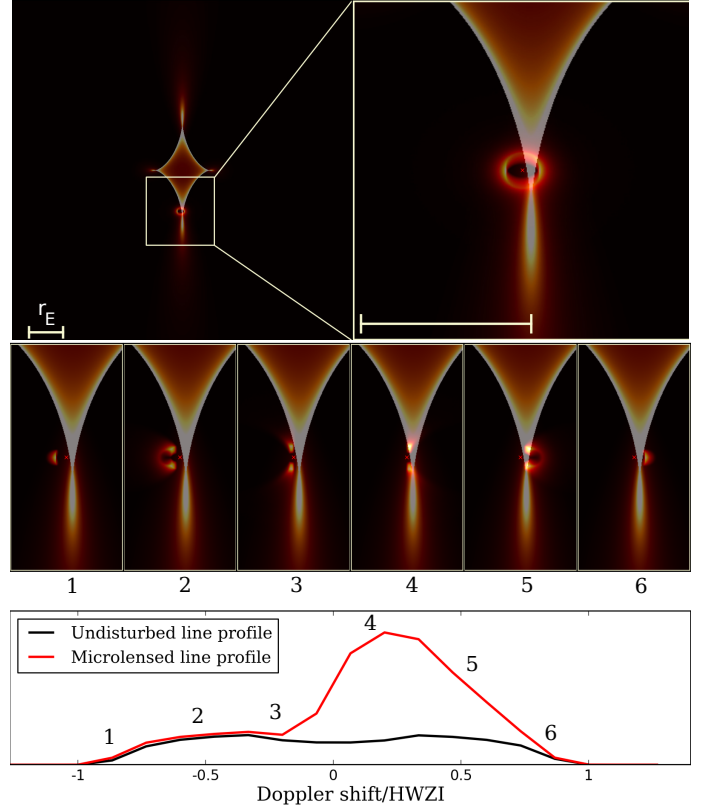 r_E
1 2 3 4 5 6
Undisturbed line profile
Microlensed line profile
1 2 3 4 5 6
-1 -0.5 0 0.5 1
Doppler shift/HWZI